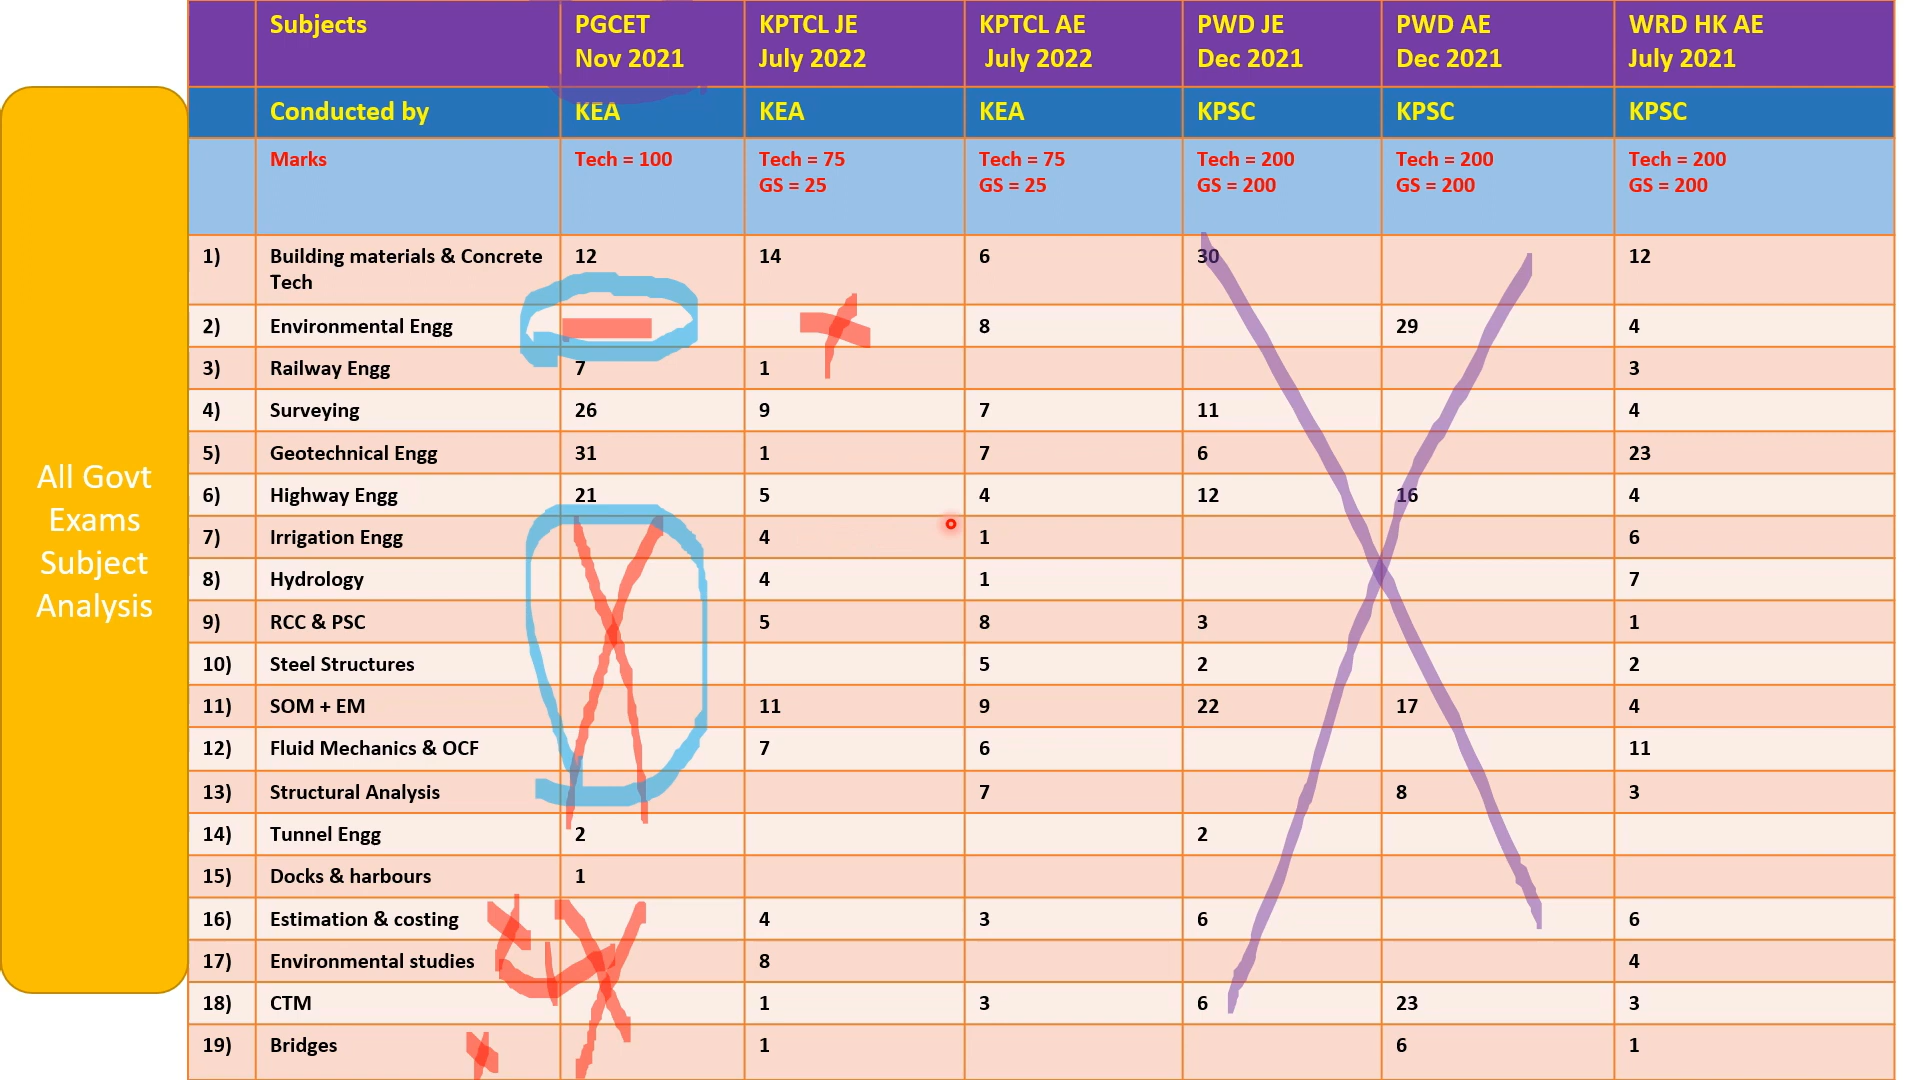 All Govt
Exams
Subject
Analysis
Subjects PGCET KPTCL JE KPTCL AE PWD JE PWD AE WRD HK AE
Nov 2021 July 2022 July 2022 Dec 2021 Dec 2021 July 2021
Conducted by KEA KEA KEA KPSC KPSC KPSC
Marks Tech = 100 Tech = 75 Tech = 75 Tech = 200 Tech = 200 Tech = 200
GS = 25 GS = 25 GS = 200 GS = 200 GS = 200
1) Building materials & Concrete 12 14 6 30 12
Tech
2) Environmental Engg 8 29 4
3) Railway Engg 7 1 3
4) Surveying 26 9 7 11 4
5) Geotechnical Engg 31 1 7 6 23
6) Highway Engg 21 5 4 12 16 4
7) Irrigation Engg 4 1 6
8) Hydrology 4 1 7
9) RCC & PSC 5 8 3 1
10) Steel Structures 5 2 2
11) SOM + EM 11 9 22 17 4
12) Fluid Mechanics & OCF 7 6 11
13) Structural Analysis 7 8 3
14) Tunnel Engg 2 2
15) Docks & harbours 1
16) Estimation & costing 4 3 6 6
17) Environmental studies 8 4
18) CTM 1 3 6 23 3
19) Bridges 1 6 1